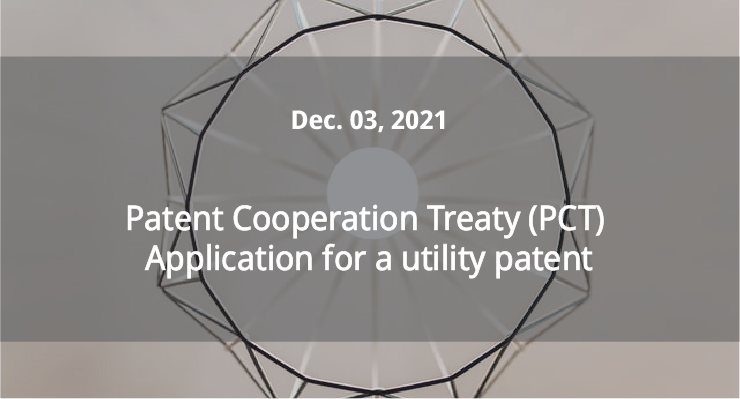 Dec. 03, 2021
Patent Cooperation Treaty (PCT)
Application for a utility patent